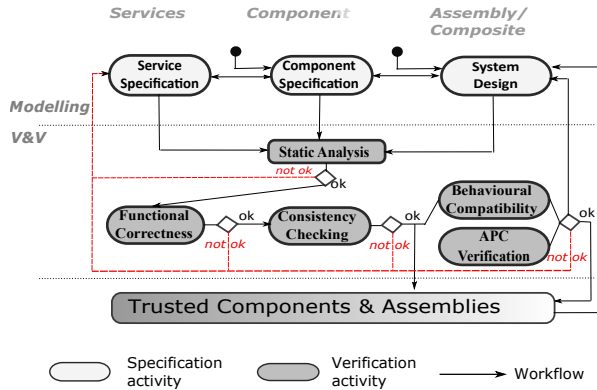 Services
Component
Assembly/
Composite
Service
Specification
Component
Specification
System
Design
Modelling
V&V
Static Analysis
not ok
ok
Functional
Correctness
ok
not ok
Consistency
Checking
ok
not ok
Behavioural
Compatibility
APC
Verification
ok
not ok
Trusted Components & Assemblies
Specification
activity
Verification
activity
Workflow